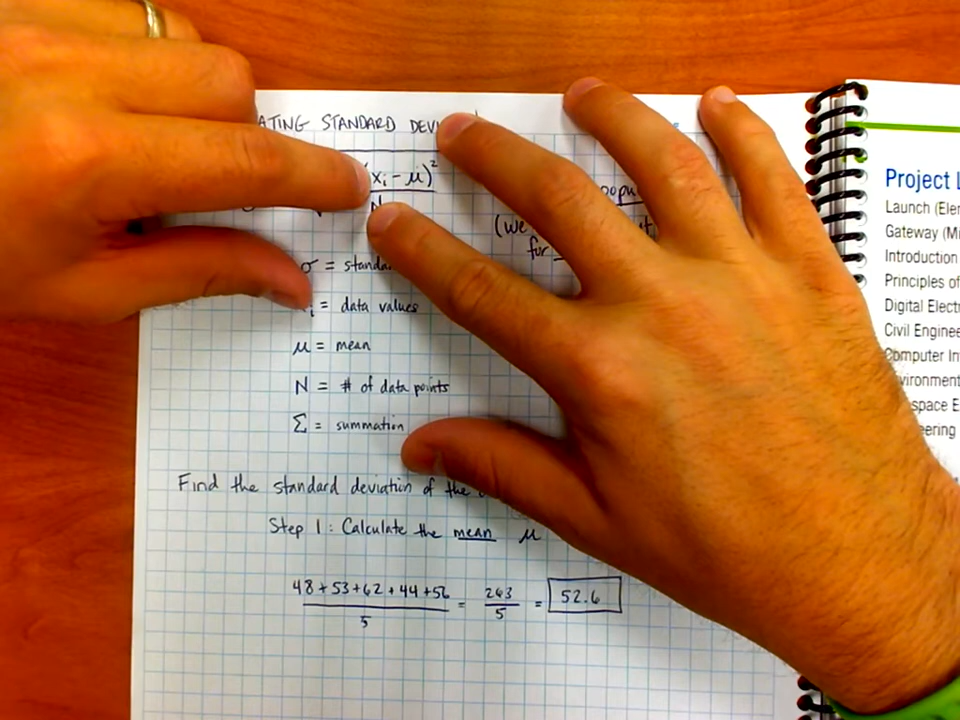 ATING STANDARD DEV
(xi - μ)²
N
popu
(we
for
σ = standa
i = data values
μ = mean
N = # of data points
Σ = summation
Find the standard deviation of the
Step 1: Calculate the mean μ
48 + 53 + 62 + 44 + 56
5
= 263
5
= 52.6
Project L
Launch (Ele
Gateway (Mi
Introduction
Principles of
Digital Electr
Civil Enginee
Computer In
vironment
space E
eering